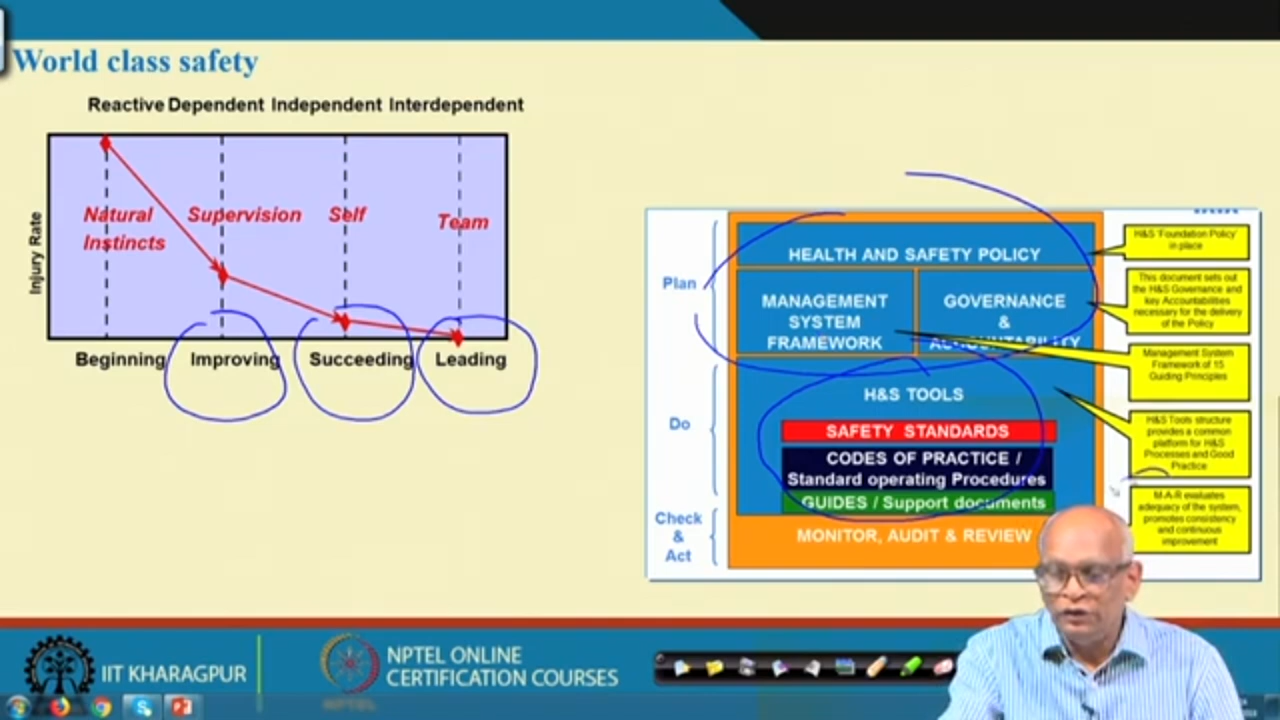 World class safety
Reactive Dependent Independent Interdependent
Injury Rate
Natural
Instincts
Supervision
Self
Team
Beginning
Improving
Succeeding
Leading
Plan
Do
Check
&
Act
HEALTH AND SAFETY POLICY
MANAGEMENT
SYSTEM
FRAMEWORK
GOVERNANCE
&
ACCOUNTABILITY
H&S TOOLS
SAFETY STANDARDS
CODES OF PRACTICE /
Standard operating Procedures
GUIDES / Support documents
MONITOR, AUDIT & REVIEW
H&S 'Foundation Policy'
in place
This document sets out
the H&S Governance and
key Accountabilities
necessary for the delivery
of the Policy
Management System
Framework of 15
Guiding Principles
H&S Tools structure
provides a common
platform for H&S
Processes and Good
Practice
M-A-R evaluates
adequacy of the system,
promotes consistency
and continuous
improvement
IIT KHARAGPUR
NPTEL ONLINE
CERTIFICATION COURSES